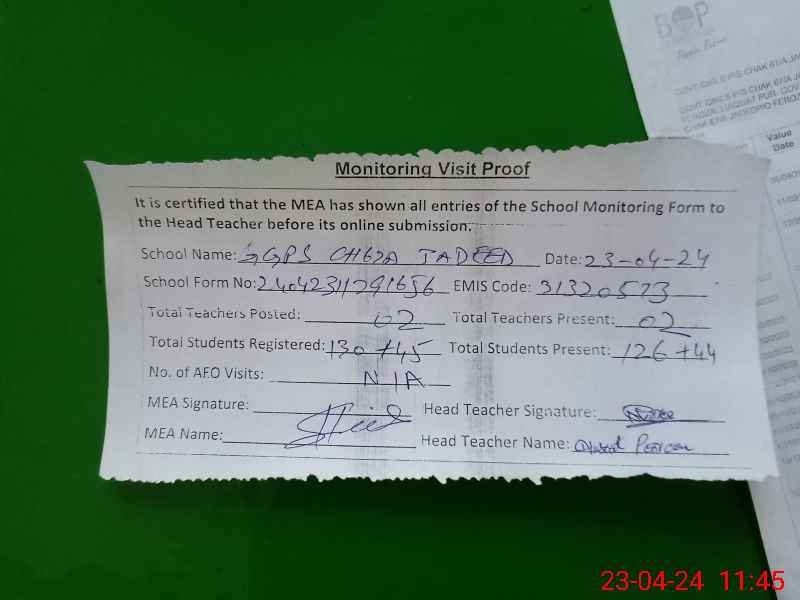 BOP
Monitoring Visit Proof
It is certified that the MEA has shown all entries of the School Monitoring Form to
the Head Teacher before its online submission.
School Name: GGPS CH67A JADEED Date: 23-04-24
School Form No: EMIS Code: 31320573
Total Teachers Posted: 02 Total Teachers Present: 02
Total Students Registered: 130+45 Total Students Present: 126+44
No. of AEO Visits: N/A
MEA Signature: Head Teacher Signature:
MEA Name: Head Teacher Name:
Value
Date
23-04-24 11:45